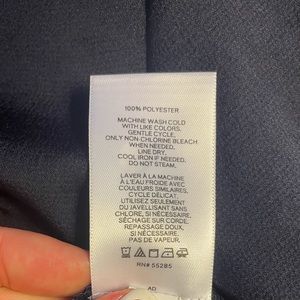 100% POLYESTER
MACHINE WASH COLD
WITH LIKE COLORS.
GENTLE CYCLE.
ONLY NON-CHLORINE BLEACH
WHEN NEEDED.
LINE DRY.
COOL IRON IF NEEDED.
DO NOT STEAM.
LAVER À LA MACHINE
À L'EAU FROIDE AVEC
COULEURS SIMILAIRES.
CYCLE DÉLICAT.
UTILISEZ SEULEMENT
DU JAVELLISANT SANS
CHLORE, SI NÉCESSAIRE.
SÉCHAGE SUR CORDE.
REPASSAGE DOUX,
SI NÉCESSAIRE.
PAS DE VAPEUR.
RN# 55285
AD